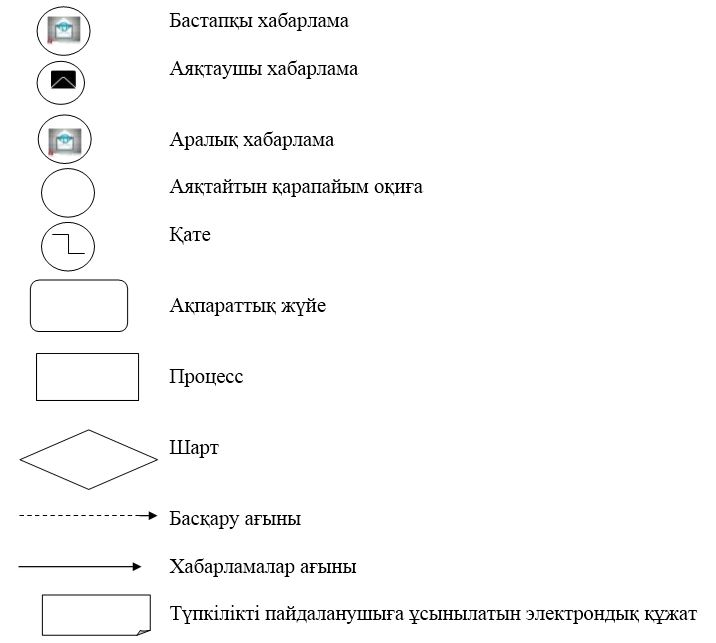 Бастапқы хабарлама
Аяқтаушы хабарлама
Аралық хабарлама
Аяқтайтын қарапайым оқиға
Қате
Ақпараттық жүйе
Процесс
Шарт
Басқару ағыны
Хабарламалар ағыны
Түпкілікті пайдаланушыға ұсынылатын электрондық құжат